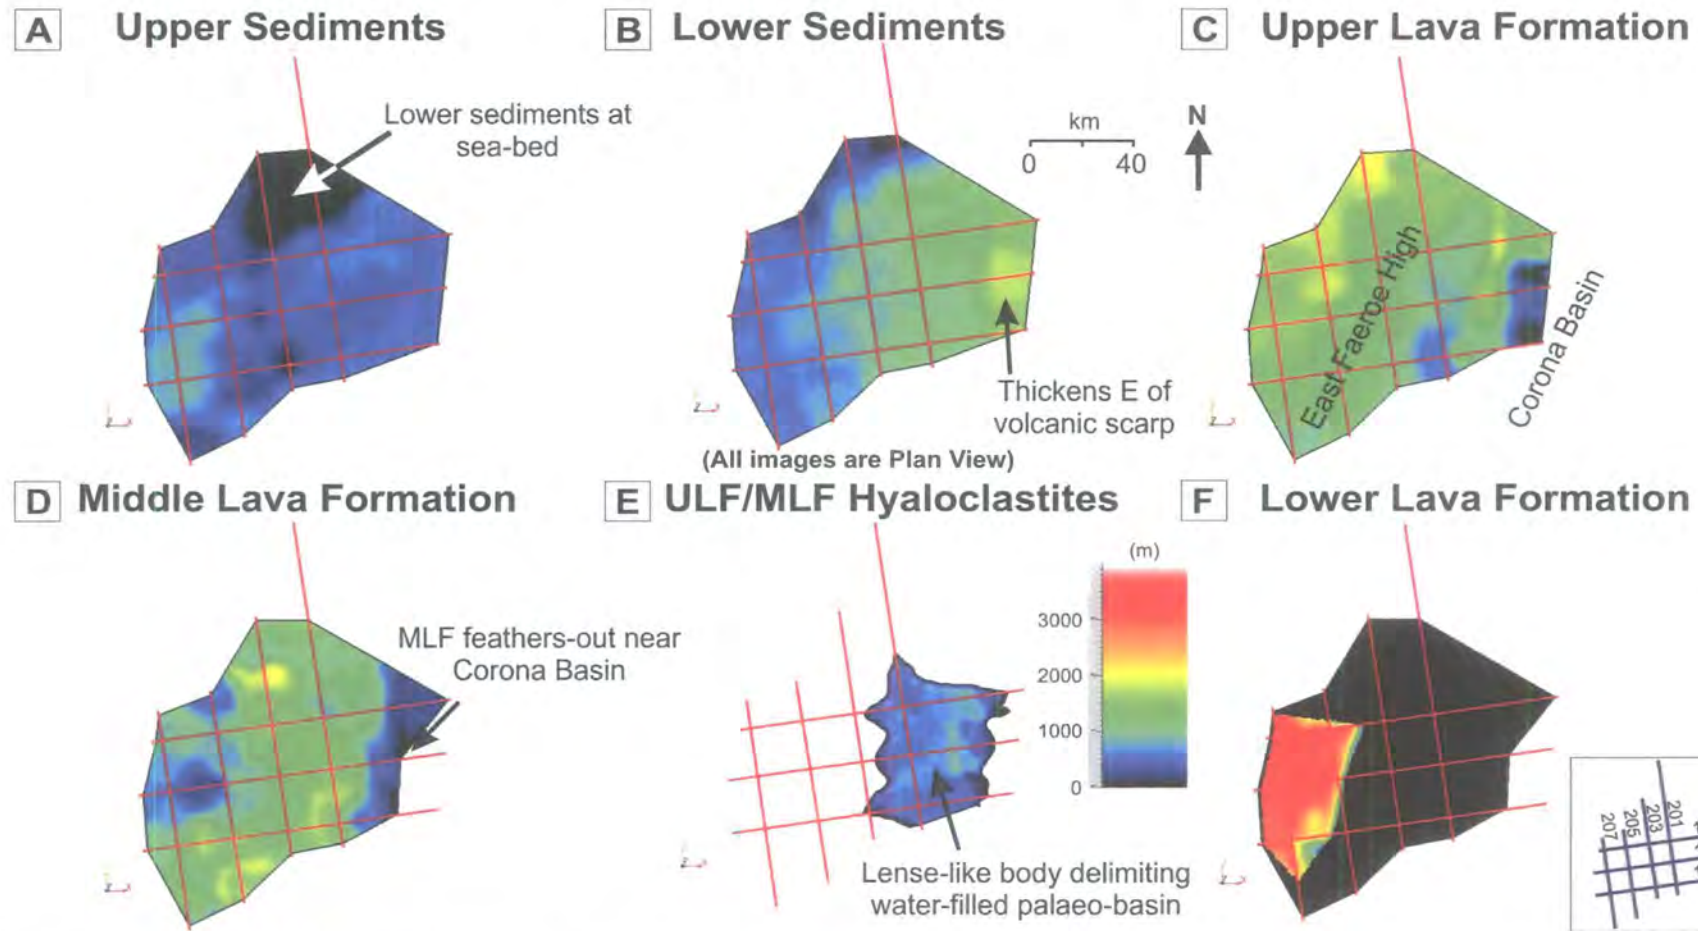 A Upper Sediments
B Lower Sediments
C Upper Lava Formation
Lower sediments at
sea-bed
km
0 40
N
Thickens E of
volcanic scarp
East Faeroe High
Corona Basin
(All images are Plan View)
D Middle Lava Formation
E ULF/MLF Hyaloclastites
F Lower Lava Formation
MLF feathers-out near
Corona Basin
(m)
3000
2000
1000
0
Lense-like body delimiting
water-filled palaeo-basin
207
205
203
201